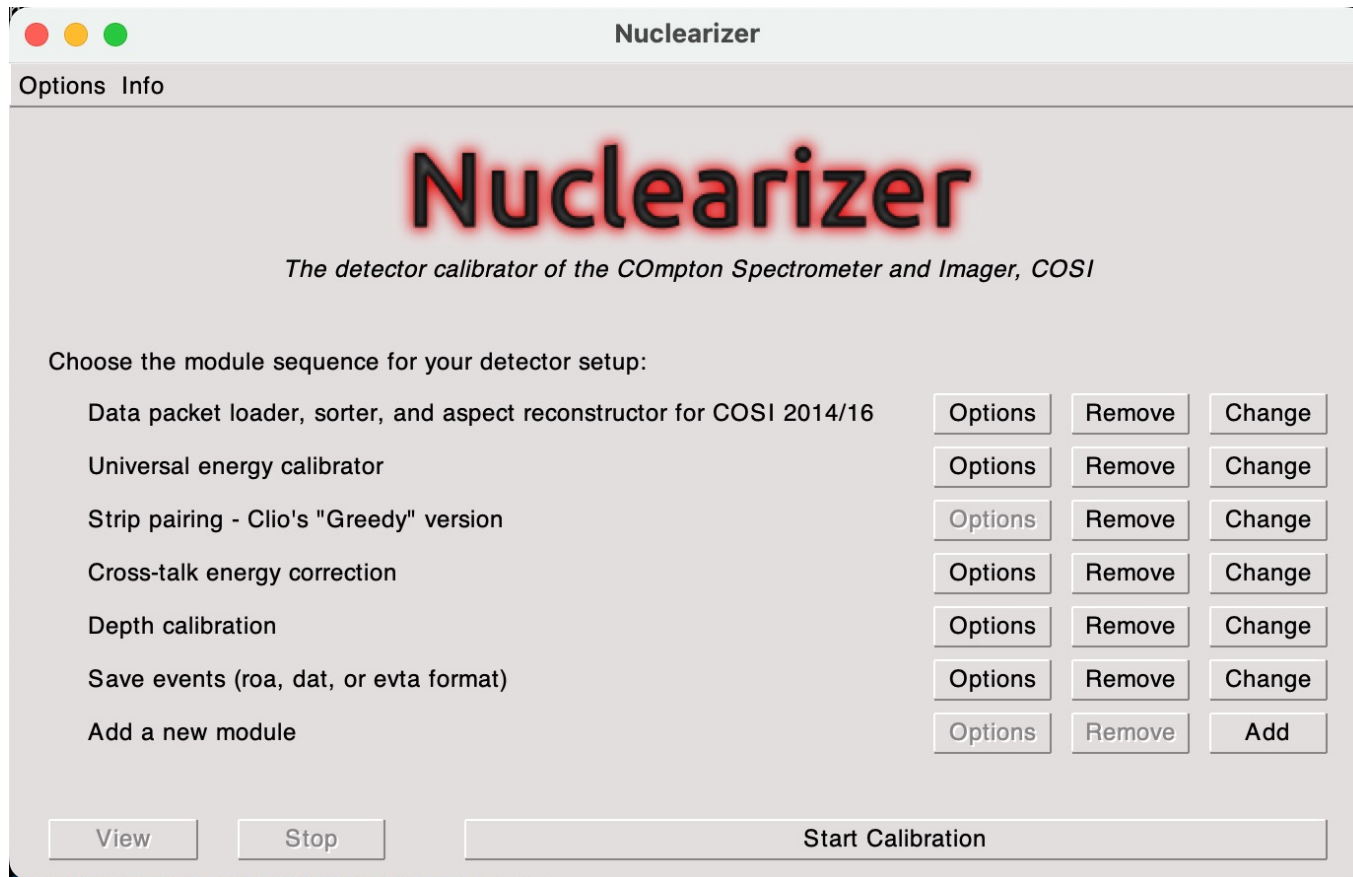 Nuclearizer
Options Info
Nuclearizer
The detector calibrator of the COmpton Spectrometer and Imager, COSI
Choose the module sequence for your detector setup:
Data packet loader, sorter, and aspect reconstructor for COSI 2014/16 Options Remove Change
Universal energy calibrator Options Remove Change
Strip pairing - Clio's "Greedy" version Options Remove Change
Cross-talk energy correction Options Remove Change
Depth calibration Options Remove Change
Save events (roa, dat, or evta format) Options Remove Change
Add a new module Options Remove Add
View Stop Start Calibration